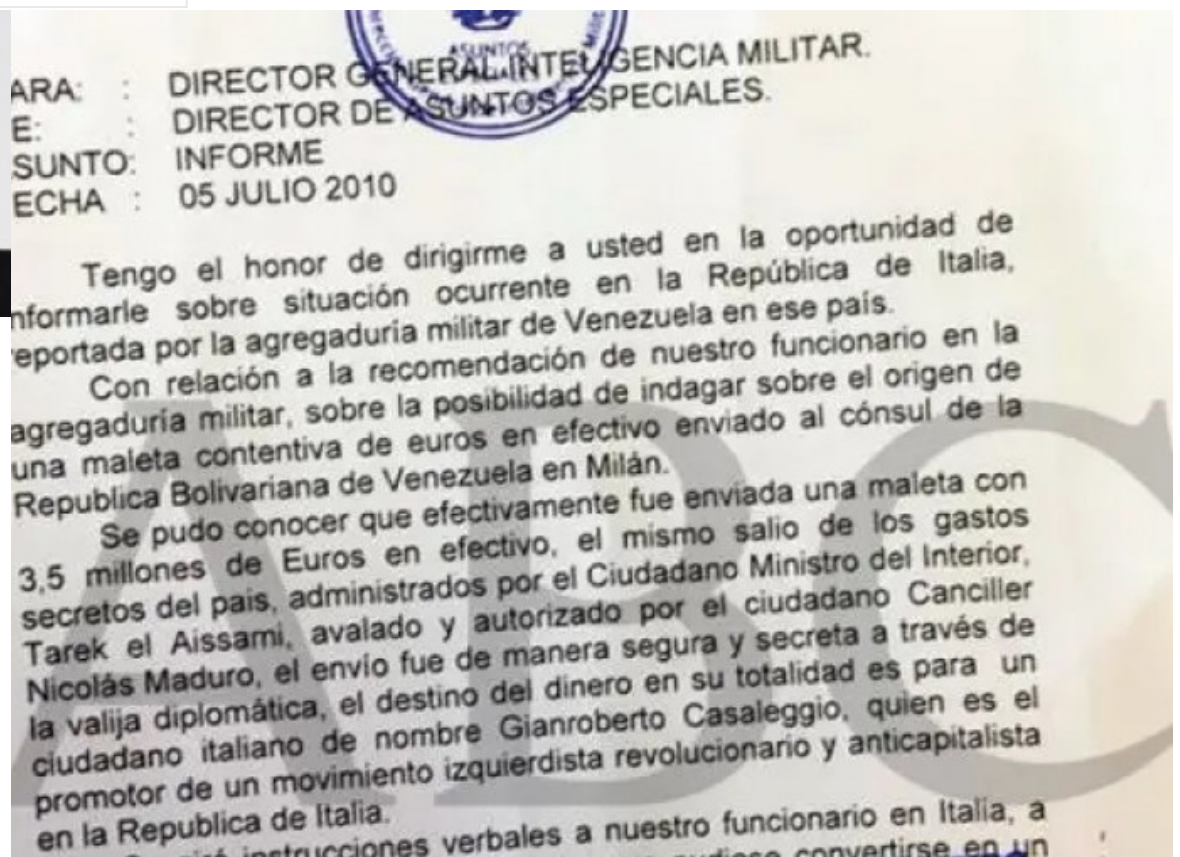 ASUNTOS
ARA: : DIRECTOR GENERAL INTELIGENCIA MILITAR.
E: : DIRECTOR DE ASUNTOS ESPECIALES.
SUNTO: INFORME
ECHA : 05 JULIO 2010
Tengo el honor de dirigirme a usted en la oportunidad de
nformarle sobre situación ocurrente en la República de Italia,
eportada por la agregaduría militar de Venezuela en ese país.
Con relación a la recomendación de nuestro funcionario en la
agregaduría militar, sobre la posibilidad de indagar sobre el origen de
una maleta contentiva de euros en efectivo enviado al cónsul de la
Republica Bolivariana de Venezuela en Milán.
Se pudo conocer que efectivamente fue enviada una maleta con
3,5 millones de Euros en efectivo, el mismo salio de los gastos
secretos del pais, administrados por el Ciudadano Ministro del Interior,
Tarek el Aissami, avalado y autorizado por el ciudadano Canciller
Nicolás Maduro, el envío fue de manera segura y secreta a través de
la valija diplomática, el destino del dinero en su totalidad es para un
ciudadano italiano de nombre Gianroberto Casaleggio, quien es el
promotor de un movimiento izquierdista revolucionario y anticapitalista
en la Republica de Italia.
instrucciones verbales a nuestro funcionario en Italia, a
convertirse en un
ABC